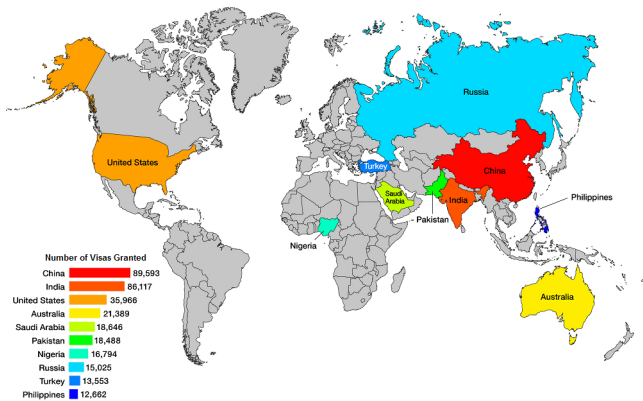 Russia
United States
Turkey
China
Saudi
Arabia
India
Pakistan
Philippines
Nigeria
Australia
Number of Visas Granted
China 89,593
India 86,117
United States 35,966
Australia 21,389
Saudi Arabia 18,646
Pakistan 18,488
Nigeria 16,794
Russia 15,025
Turkey 13,553
Philippines 12,662